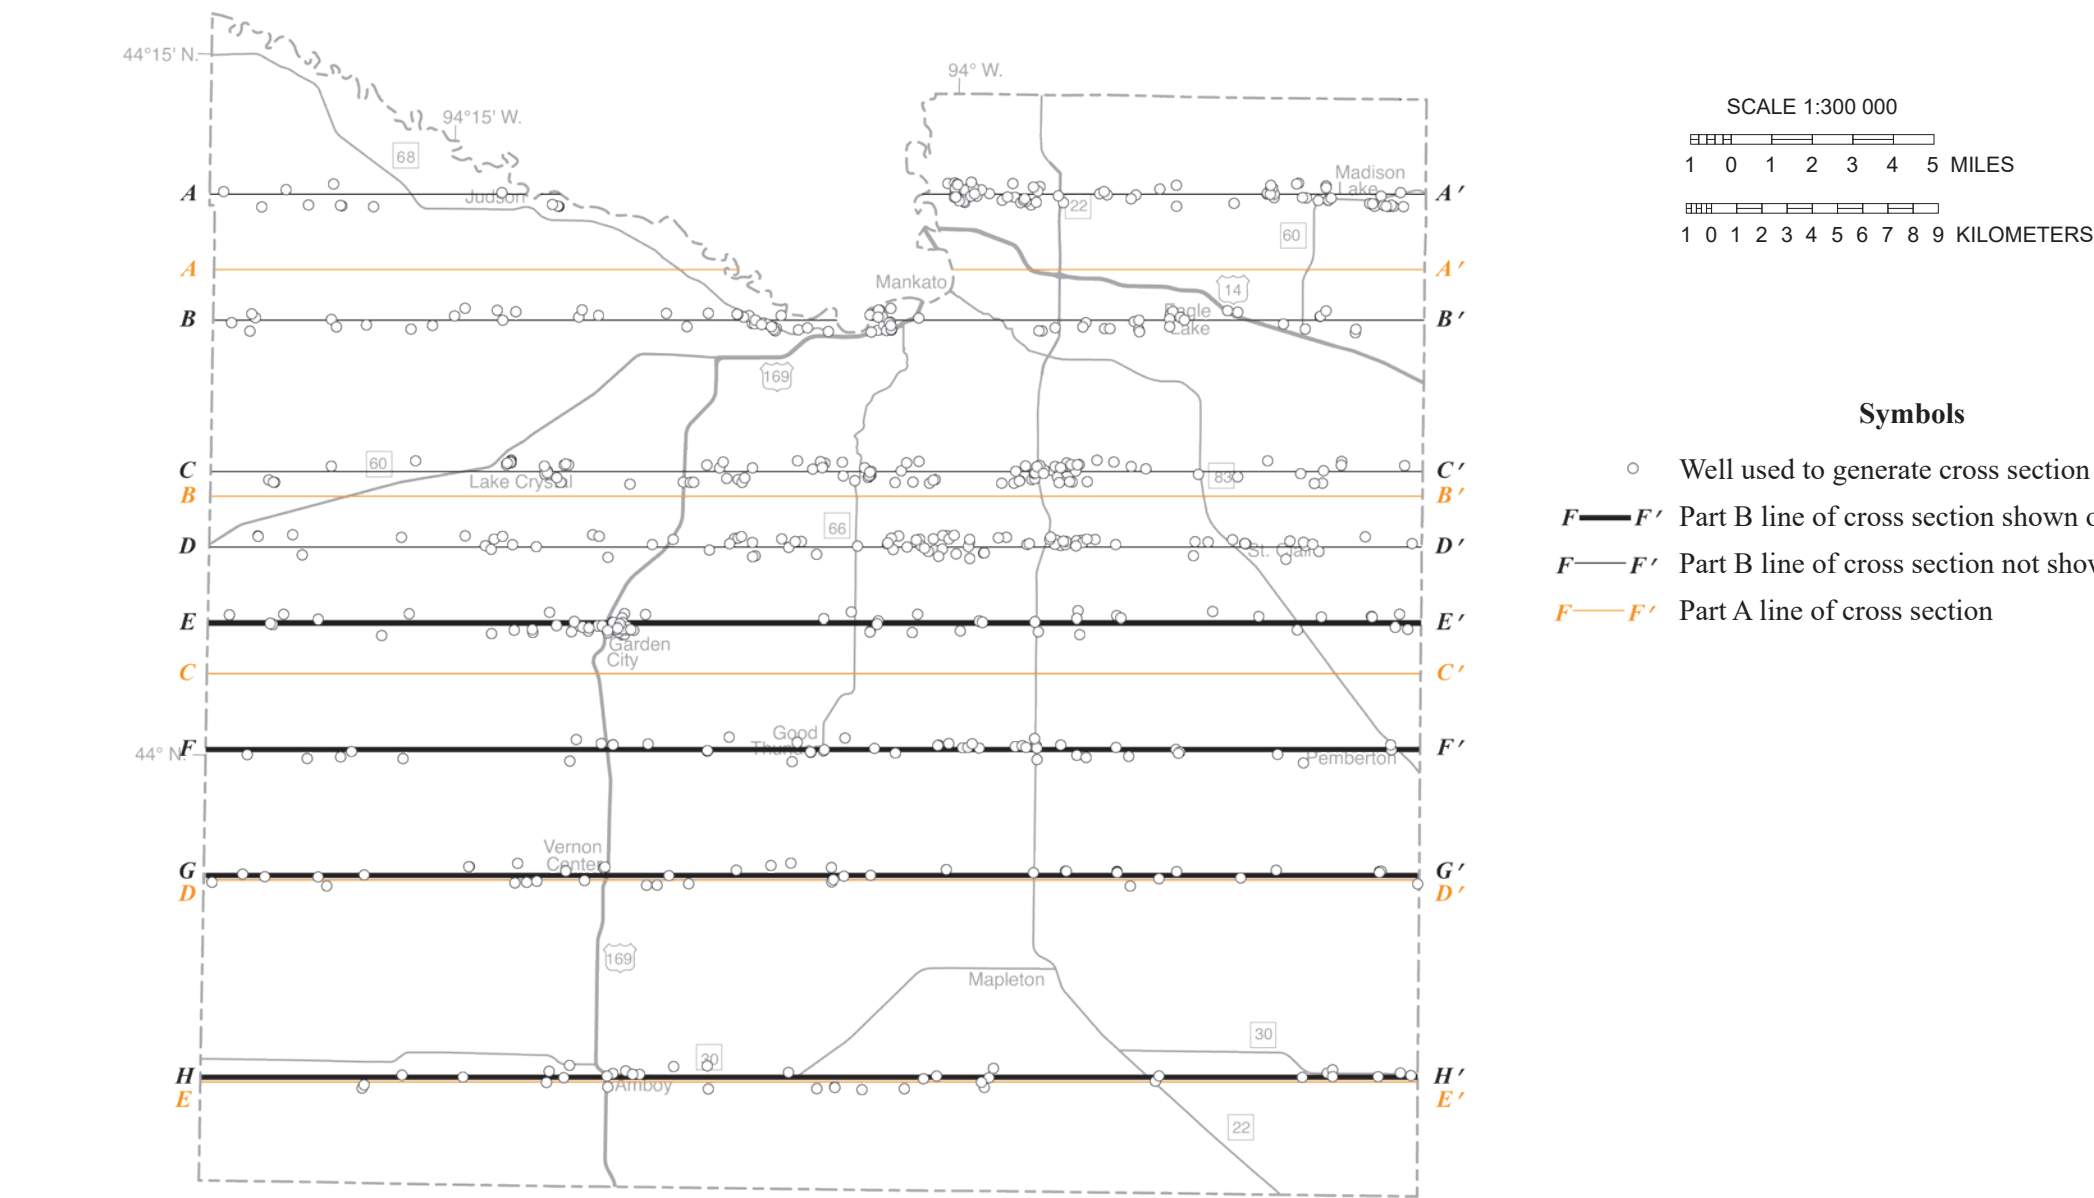 44°15' N.
94° W.
94°15' W.
68
Judson
Madison
Lake
A
A'
22
60
A
A'
Mankato
14
B
Eagle
Lake
B'
169
C
60
Lake Crystal
83
C'
B
B'
66
D
St. Clair
D'
E
E'
Garden
City
C
C'
Good
Thunder
44° N.
F
F'
Pemberton
Vernon
Center
G
G'
D
D'
169
Mapleton
30
30
H
H'
Amboy
E
E'
22
SCALE 1:300 000
1 0 1 2 3 4 5 MILES
1 0 1 2 3 4 5 6 7 8 9 KILOMETERS
Symbols
Well used to generate cross section
F F' Part B line of cross section shown
F F' Part B line of cross section not
F F' Part A line of cross section